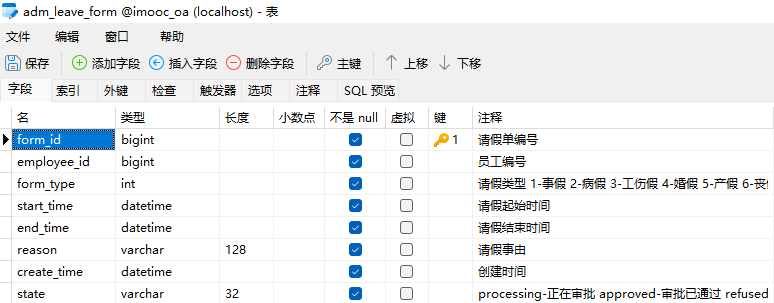 adm_leave_form @imooc_oa (localhost) - 表
文件 编辑 窗口 帮助
保存 添加字段 插入字段 删除字段 主键 上移 下移
字段 索引 外键 检查 触发器 选项 注释 SQL 预览
名 类型 长度 小数点 不是 null 虚拟 键 注释
form_id bigint 1 请假单编号
employee_id bigint 员工编号
form_type int 请假类型 1-事假 2-病假 3-工伤假 4-婚假 5-产假 6-丧
start_time datetime 请假起始时间
end_time datetime 请假结束时间
reason varchar 128 请假事由
create_time datetime 创建时间
state varchar 32 processing-正在审批 approved-审批已通过 refused